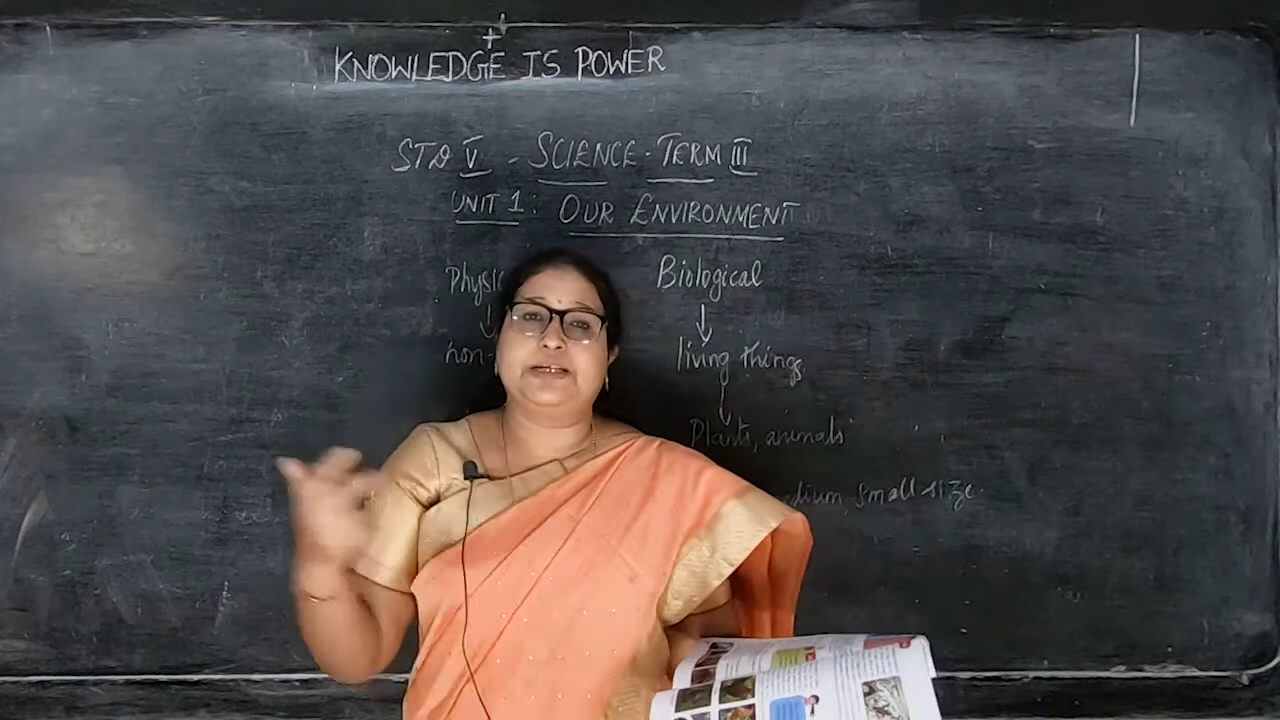 KNOWLEDGE IS POWER
STD V - SCIENCE - TERM III
UNIT 1: OUR ENVIRONMENT
Biological
living things
Plants, animals
small size.